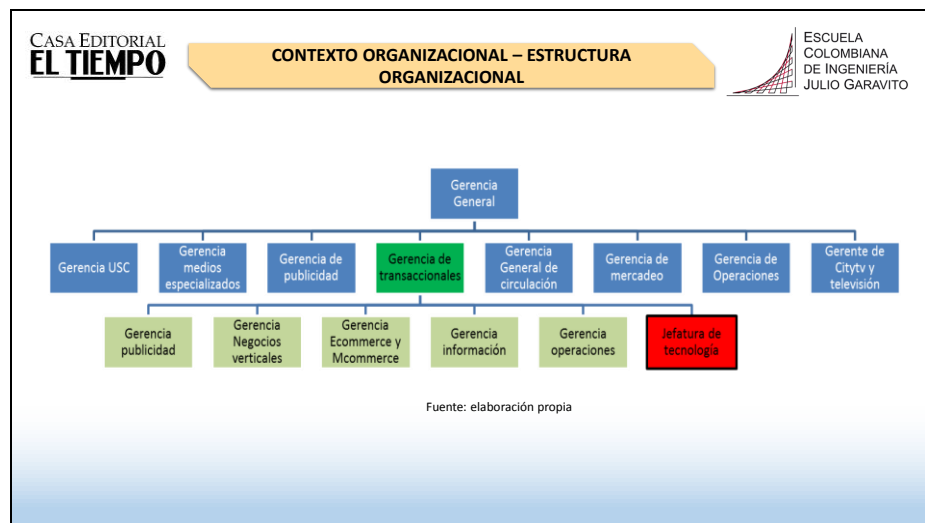 CASA EDITORIAL
EL TIEMPO
CONTEXTO ORGANIZACIONAL – ESTRUCTURA
ORGANIZACIONAL
ESCUELA
COLOMBIANA
DE INGENIERÍA
JULIO GARAVITO
Gerencia
General
Gerencia USC
Gerencia
medios
especializados
Gerencia de
publicidad
Gerencia de
transaccionales
Gerencia
General de
circulación
Gerencia de
mercadeo
Gerencia de
Operaciones
Gerente de
Citytv y
televisión
Gerencia
publicidad
Gerencia
Negocios
verticales
Gerencia
Ecommerce y
Mcommerce
Gerencia
información
Gerencia
operaciones
Jefatura de
tecnología
Fuente: elaboración propia